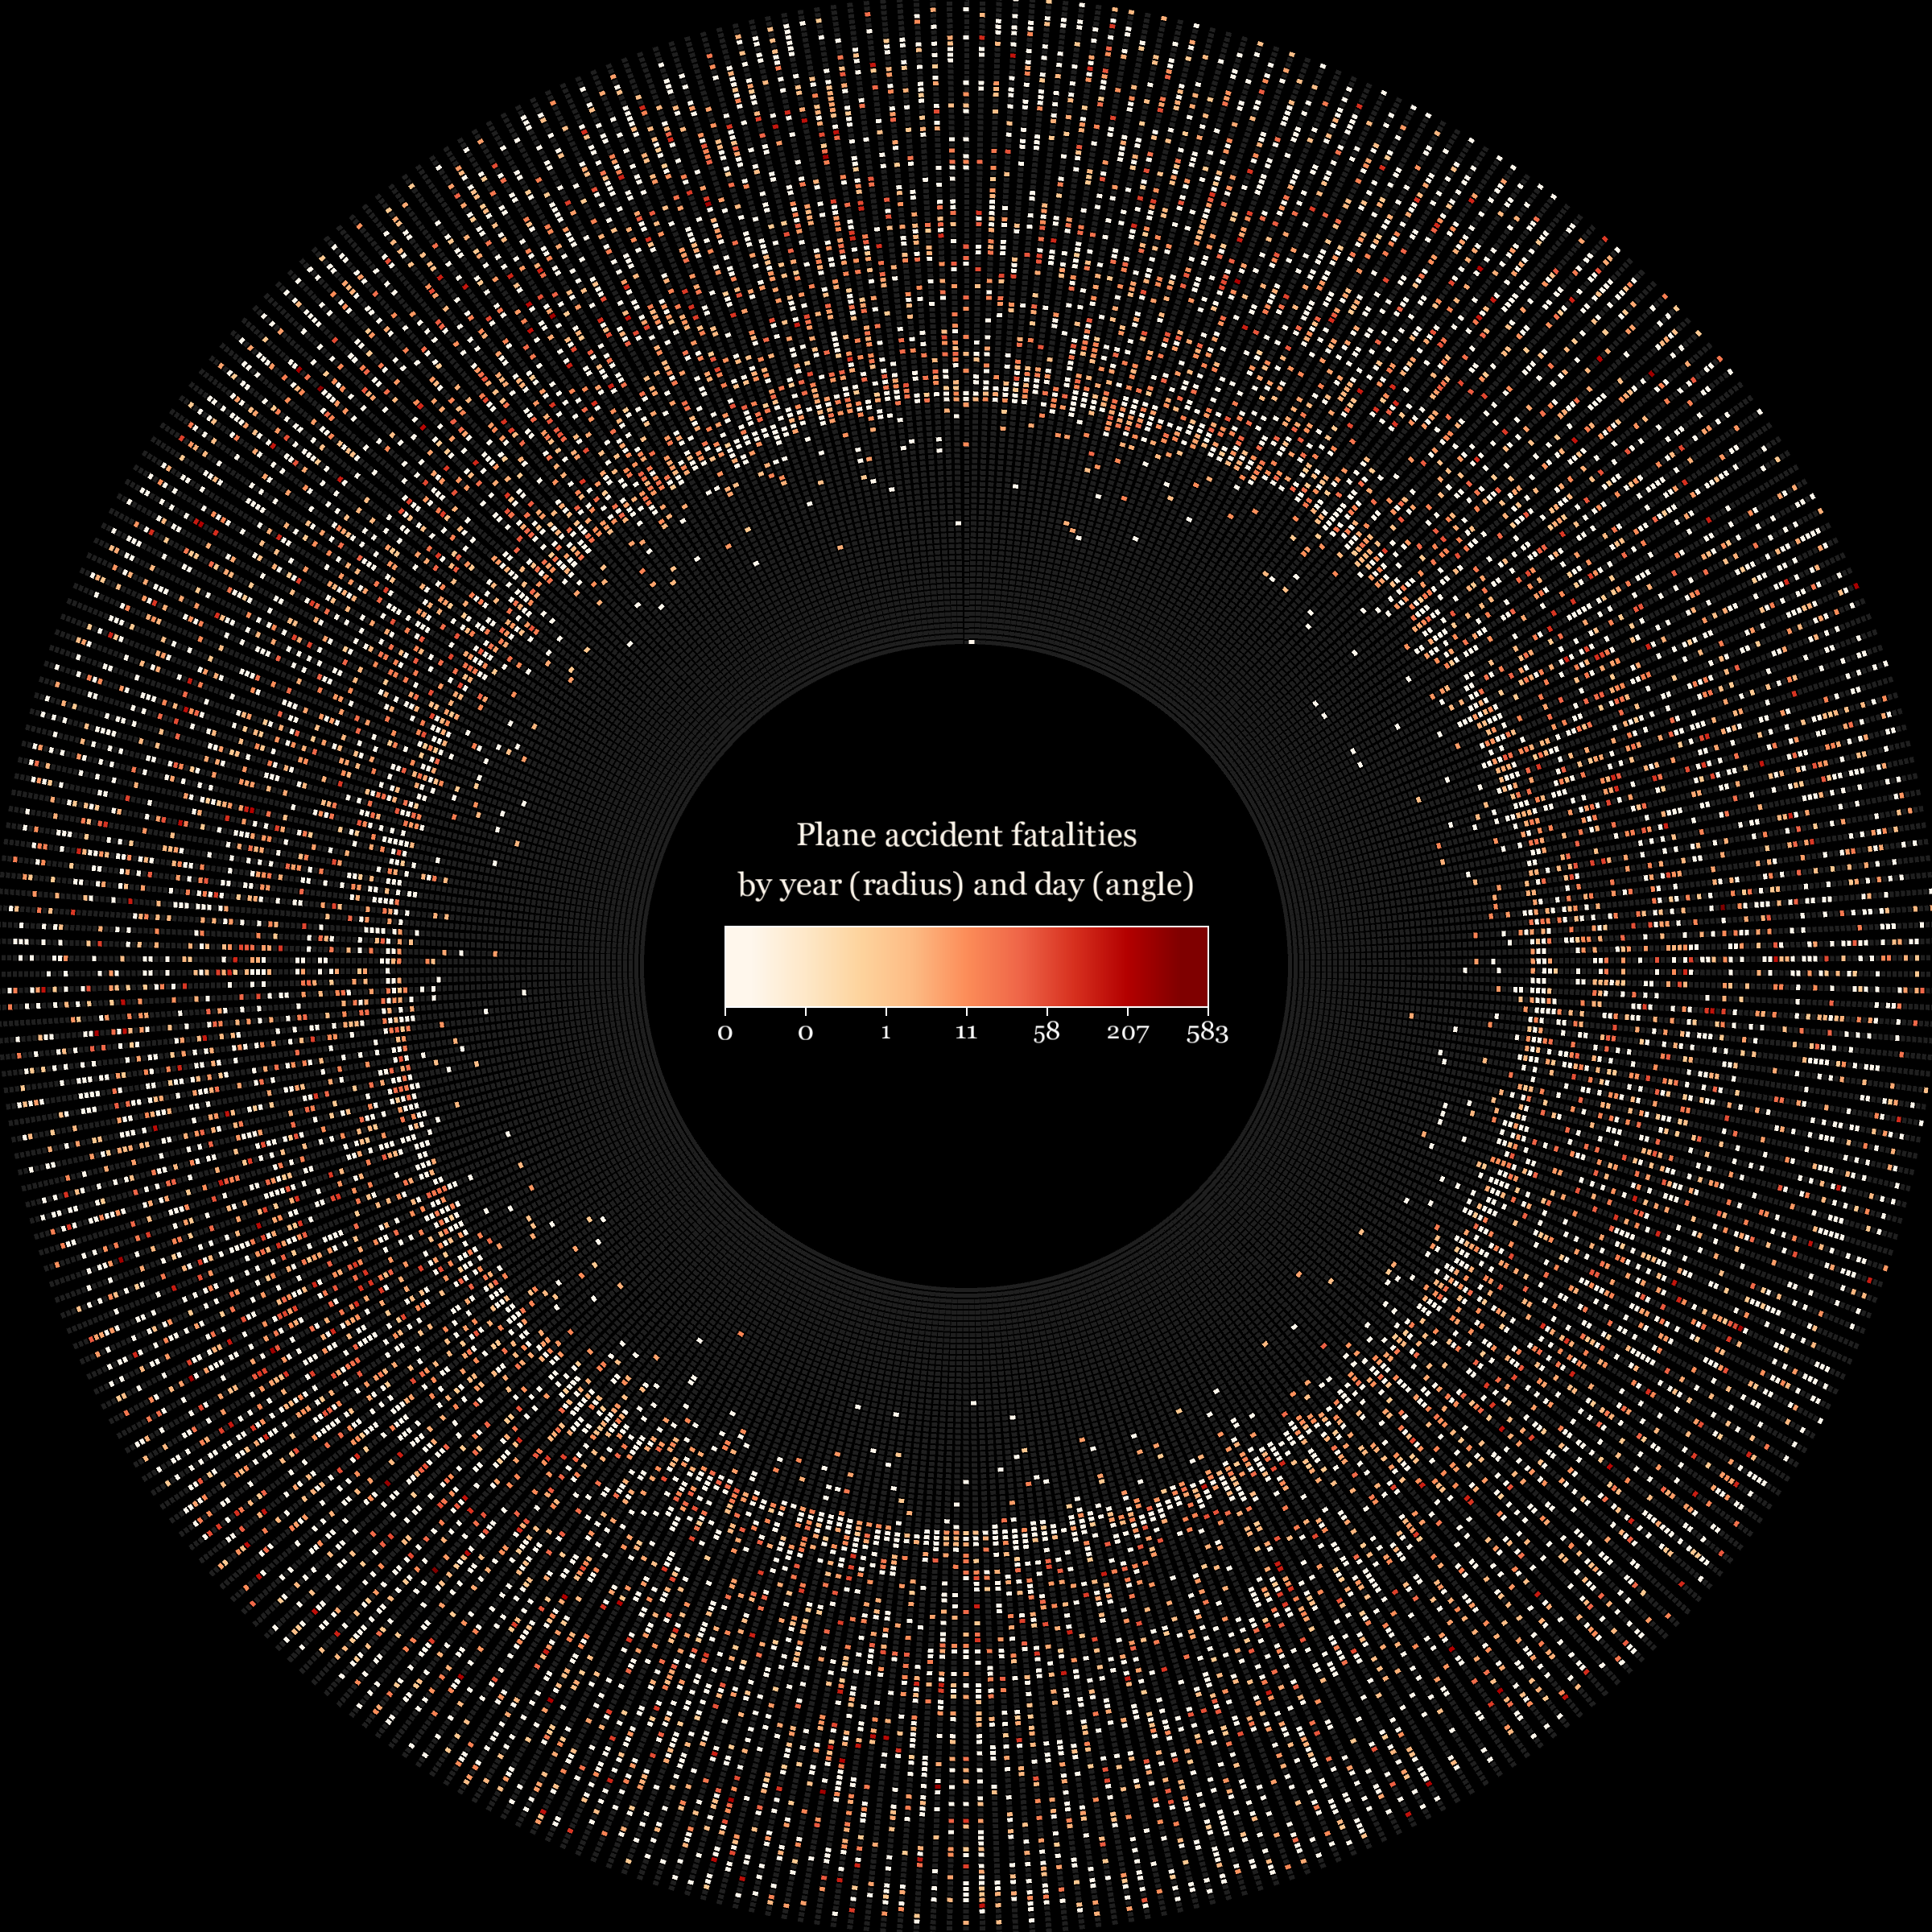 Plane accident fatalities
by year (radius) and day (angle)
0 0 1 11 58 207 583